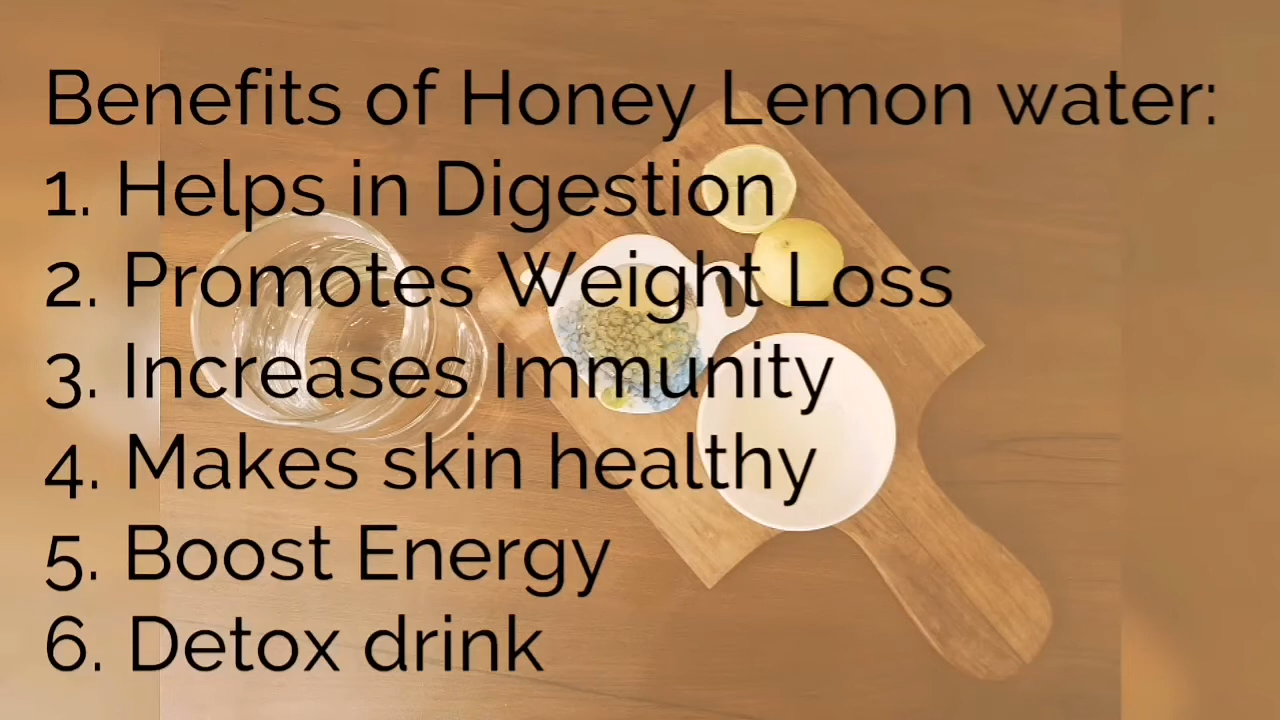 Benefits of Honey Lemon water:
1. Helps in Digestion
2. Promotes Weight Loss
3. Increases Immunity
4. Makes skin healthy
5. Boost Energy
6. Detox drink